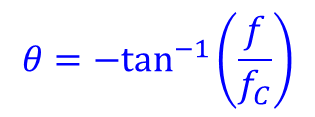 θ = −tan⁻¹(f/f_C)